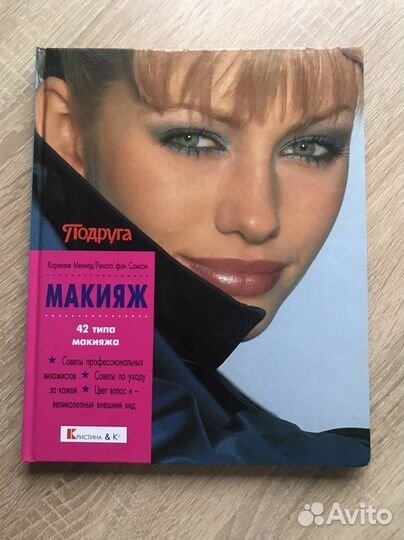 Подруга
Корнелия Меннер/Рената фон Самсон
МАКИЯЖ
42 типа
макияжа
★ Советы профессиональных
визажистов ★ Советы по уходу
за кожей ★ Цвет волос и –
великолепный внешний вид
КРИСТИНА & К°
Avito